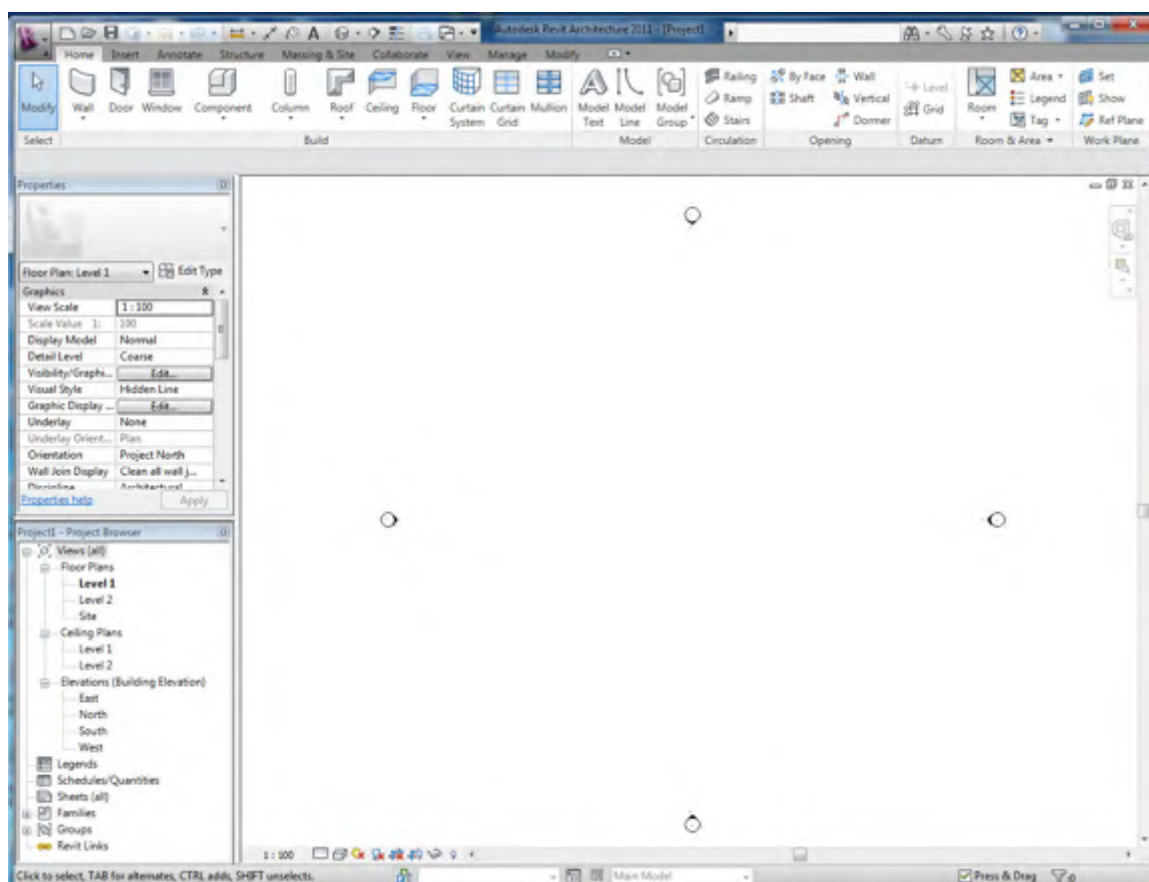 Autodesk Revit Architecture 2011 - [Project1
Home Insert Annotate Structure Massing & Site Collaborate View Manage Modify
Modify Wall Door Window Component Column Roof Ceiling Floor Curtain System Curtain Grid Mullion Model Text Model Line Model Group
Railing By Face Wall Level Area Set
Ramp Shaft Vertical Grid Room Legend Show
Stairs Dormer Tag Ref Plane
Select Build Model Circulation Opening Datum Room & Area Work Plane
Properties
Floor Plan: Level 1 Edit Type
Graphics
View Scale 1 : 100
Scale Value 1: 100
Display Model Normal
Detail Level Coarse
Visibility/Graphi... Edit...
Visual Style Hidden Line
Graphic Display ... Edit...
Underlay None
Underlay Orient... Plan
Orientation Project North
Wall Join Display Clean all wall j...
Discipline Architectural
Properties help Apply
Project1 - Project Browser
Views (all)
Floor Plans
Level 1
Level 2
Site
Ceiling Plans
Level 1
Level 2
Elevations (Building Elevation)
East
North
South
West
Legends
Schedules/Quantities
Sheets (all)
Families
Groups
Revit Links
1 : 100
Click to select, TAB for alternates, CTRL adds, SHIFT unselects. Main Model Press & Drag :0